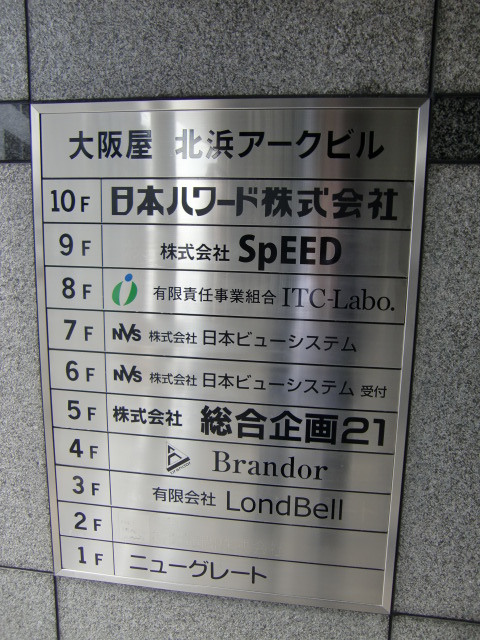 大阪屋 北浜アークビル
10F 日本ハワード株式会社
9F 株式会社 SpEED
8F 有限責任事業組合 ITC-Labo.
7F NVS 株式会社 日本ビューシステム
6F NVS 株式会社 日本ビューシステム 受付
5F 株式会社 総合企画21
4F Brandor
3F 有限会社 LondBell
2F
1F ニューグレート